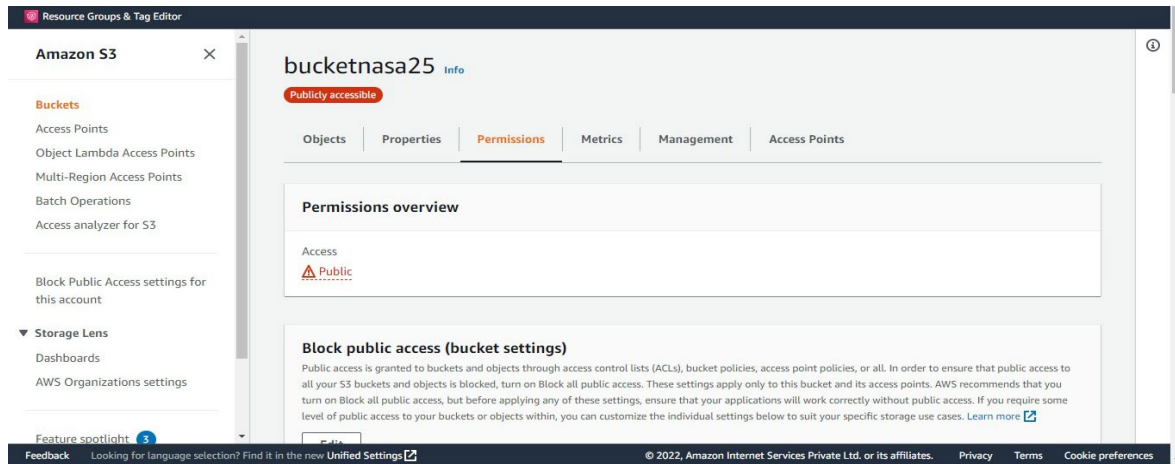 Resource Groups & Tag Editor
Amazon S3
Buckets
Access Points
Object Lambda Access Points
Multi-Region Access Points
Batch Operations
Access analyzer for S3
Block Public Access settings for
this account
Storage Lens
Dashboards
AWS Organizations settings
Feature spotlight 3
bucketnasa25 Info
Publicly accessible
Objects Properties Permissions Metrics Management Access Points
Permissions overview
Access
Public
Block public access (bucket settings)
Public access is granted to buckets and objects through access control lists (ACLs), bucket policies, access point policies, or all. In order to ensure that public access to
all your S3 buckets and objects is blocked, turn on Block all public access. These settings apply only to this bucket and its access points. AWS recommends that you
turn on Block all public access, but before applying any of these settings, ensure that your applications will work correctly without public access. If you require some
level of public access to your buckets or objects within, you can customize the individual settings below to suit your specific storage use cases. Learn more
Edit
Feedback Looking for language selection? Find it in the new Unified Settings © 2022, Amazon Internet Services Private Ltd. or its affiliates. Privacy Terms Cookie preferences